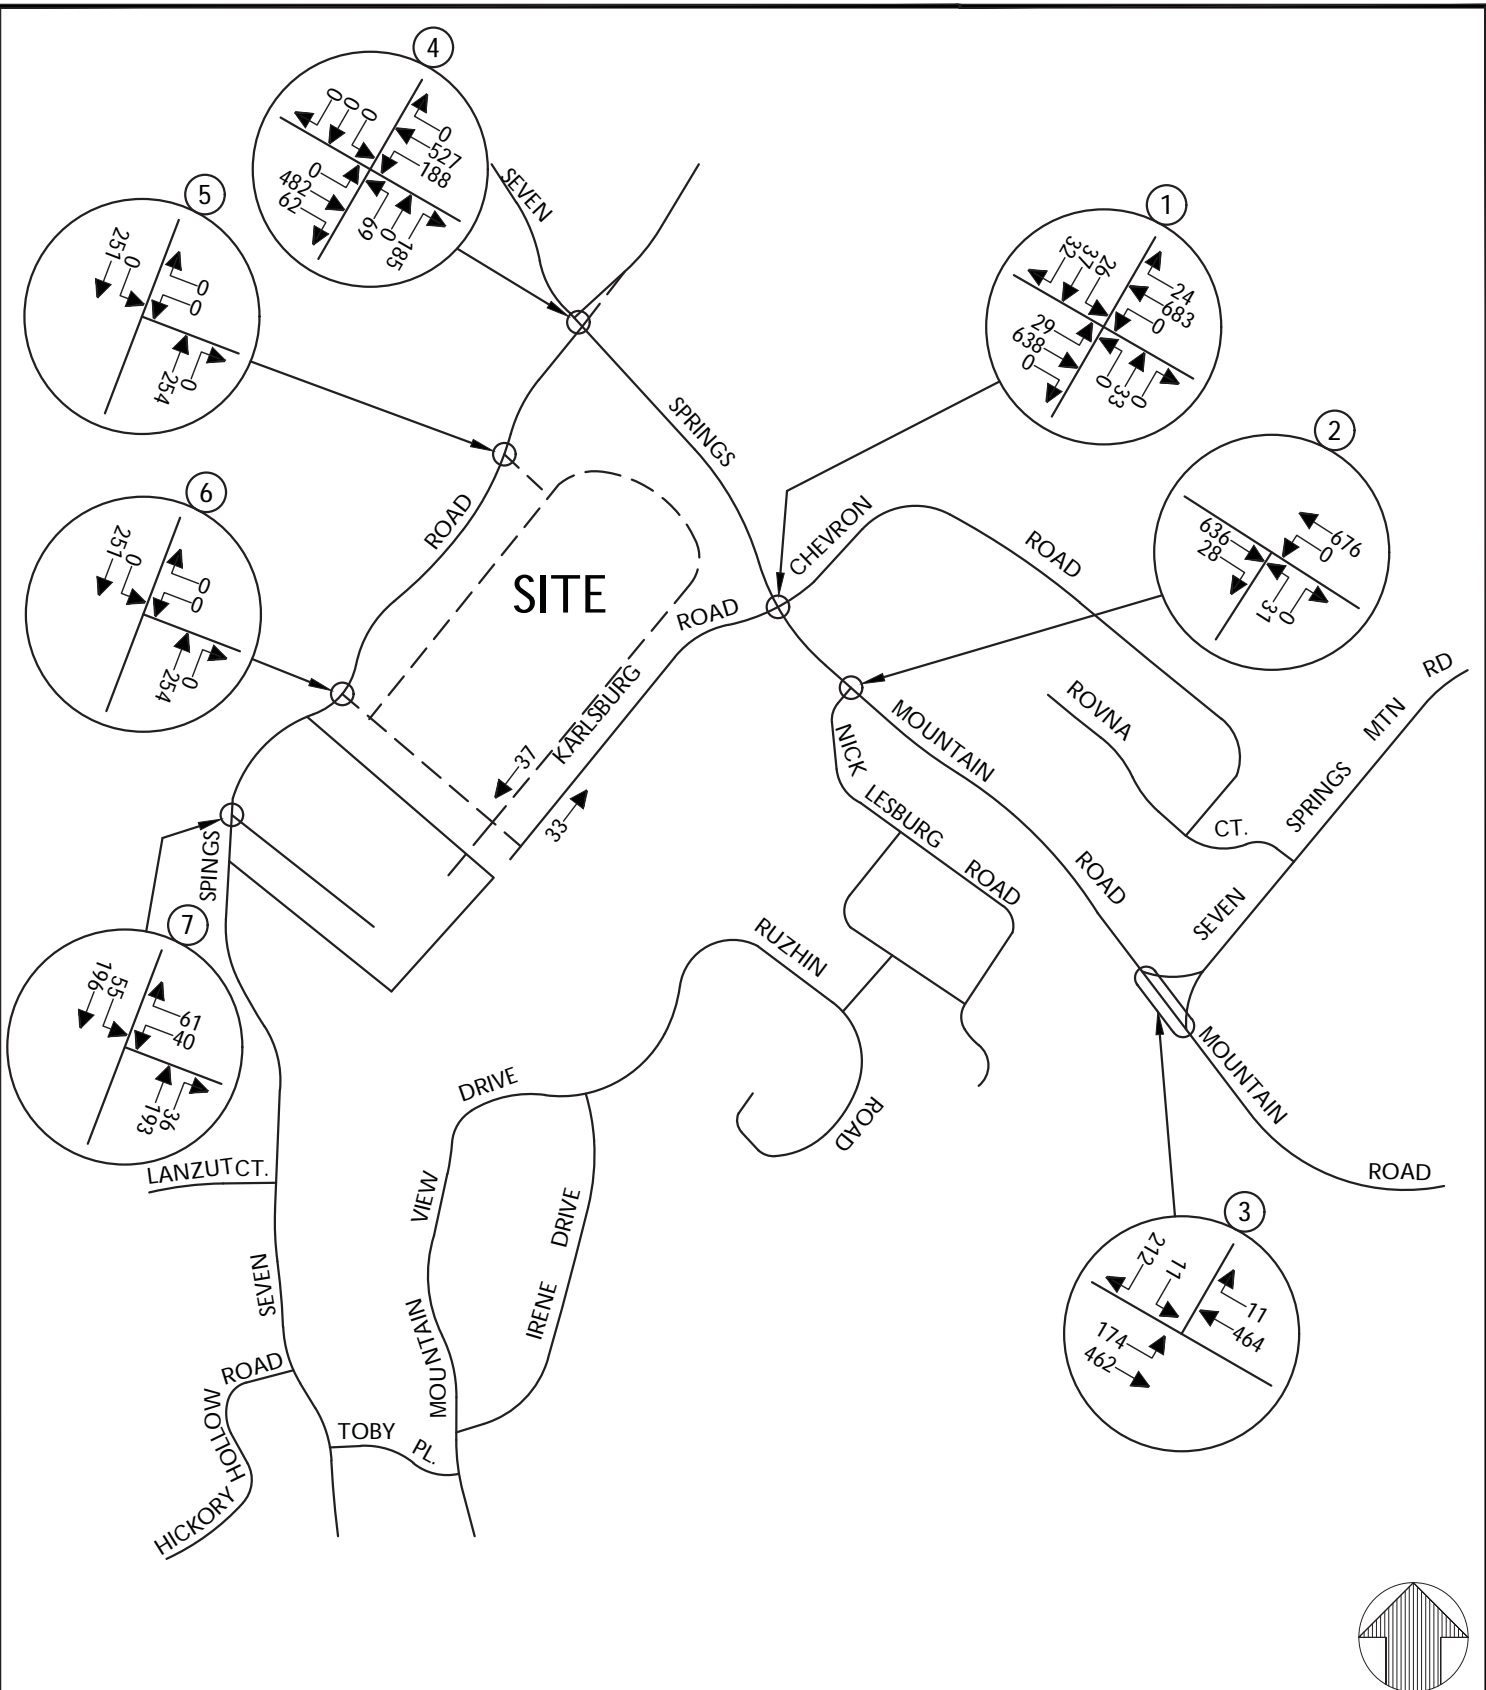 4
0
0
0
0
527
188
0
482
62
69
0
185
SEVEN
5
251
0
0
0
254
0
1
32
37
26
24
683
0
29
638
0
0
33
0
SPRINGS
2
676
0
636
28
31
0
6
251
0
0
0
254
0
ROAD
SITE
CHEVRON
ROAD
ROAD
KARLSBURG
37
33
NICK
LESBURG
ROAD
MOUNTAIN
ROAD
ROVNA
CT.
SEVEN
SPRINGS
MTN
RD
SPINGS
7
196
55
61
40
193
36
RUZHIN
ROAD
MOUNTAIN
ROAD
DRIVE
VIEW
MOUNTAIN
IRENE
DRIVE
LANZUT CT.
SEVEN
3
212
11
11
464
174
462
ROAD
HOLLOW
HICKORY
TOBY
PL.